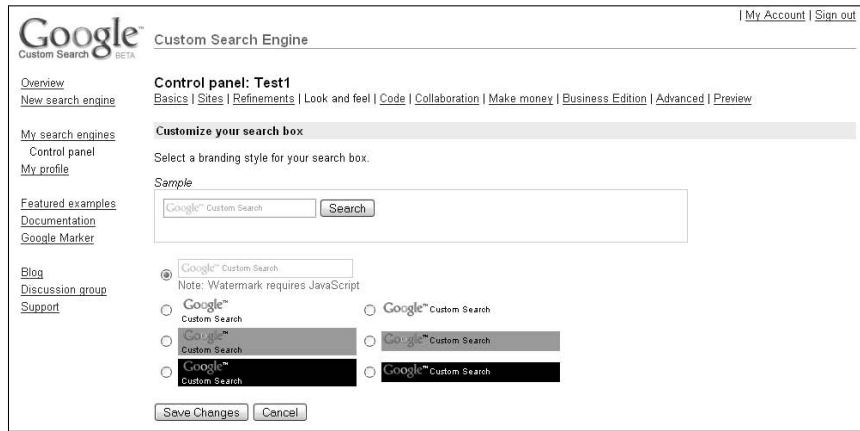 | My Account | Sign out
Google™
Custom Search BETA
Custom Search Engine
Overview
New search engine
My search engines
Control panel
My profile
Featured examples
Documentation
Google Marker
Blog
Discussion group
Support
Control panel: Test1
Basics | Sites | Refinements | Look and feel | Code | Collaboration | Make money | Business Edition | Advanced | Preview
Customize your search box
Select a branding style for your search box.
Sample
Google™ Custom Search Search
Google™ Custom Search
Note: Watermark requires JavaScript
Google™
Custom Search
Google™ Custom Search
Google™
Custom Search
Google™ Custom Search
Google™
Custom Search
Google™ Custom Search
Save Changes Cancel